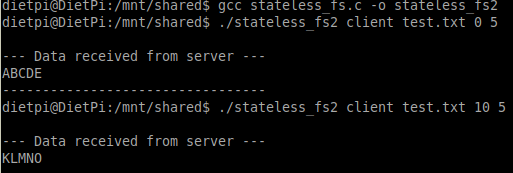 dietpi@DietPi:/mnt/shared$ gcc stateless_fs.c -o stateless_fs2
dietpi@DietPi:/mnt/shared$ ./stateless_fs2 client test.txt 0 5
--- Data received from server ---
ABCDE
---------------------------------
dietpi@DietPi:/mnt/shared$ ./stateless_fs2 client test.txt 10 5
--- Data received from server ---
KLMNO